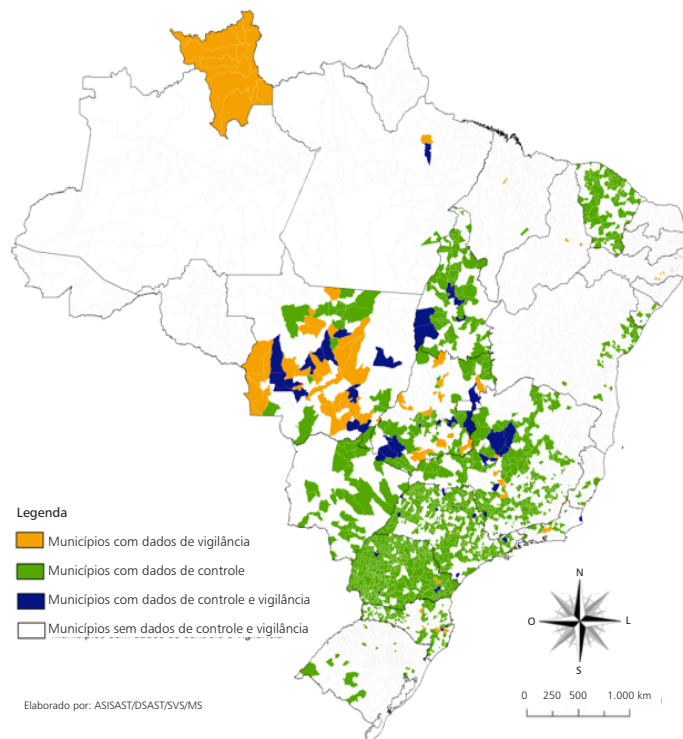 Legenda
Municípios com dados de vigilância
Municípios com dados de controle
Municípios com dados de controle e vigilância
Municípios sem dados de controle e vigilância
Elaborado por: ASISAST/DSAST/SVS/MS
N
O L
S
0 250 500 1.000 km